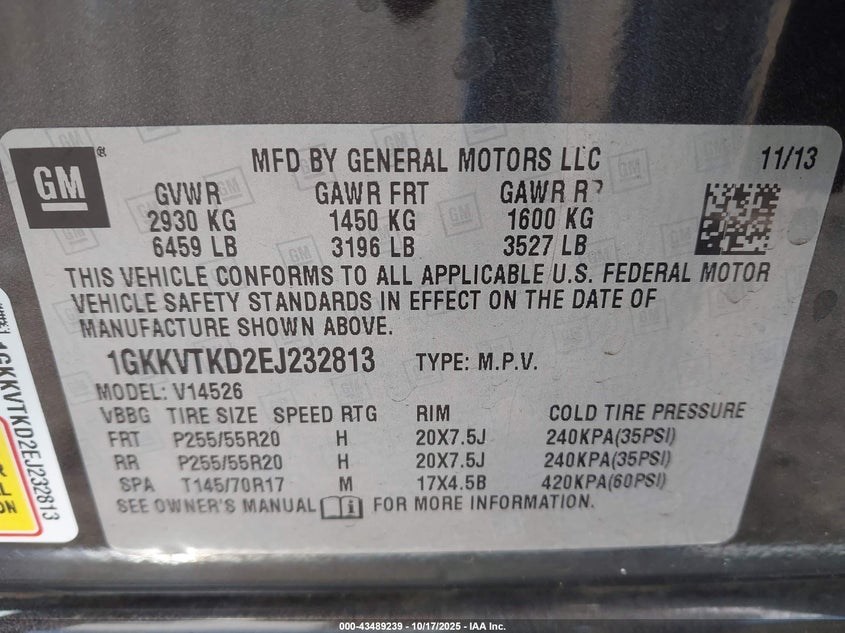 GM
MFD BY GENERAL MOTORS LLC 11/13
GVWR GAWR FRT GAWR R
2930 KG 1450 KG 1600 KG
6459 LB 3196 LB 3527 LB
THIS VEHICLE CONFORMS TO ALL APPLICABLE U.S. FEDERAL MOTOR
VEHICLE SAFETY STANDARDS IN EFFECT ON THE DATE OF
MANUFACTURE SHOWN ABOVE.
1GKKVTKD2EJ232813 TYPE: M.P.V.
MODEL: V14526
VBBG TIRE SIZE SPEED RTG RIM COLD TIRE PRESSURE
FRT P255/55R20 H 20X7.5J 240KPA(35PSI)
RR P255/55R20 H 20X7.5J 240KPA(35PSI)
SPA T145/70R17 M 17X4.5B 420KPA(60PSI)
SEE OWNER'S MANUAL FOR MORE INFORMATION.
1GKKVTKD2EJ232813
000-43489239 - 10/17/2025 - IAA Inc.